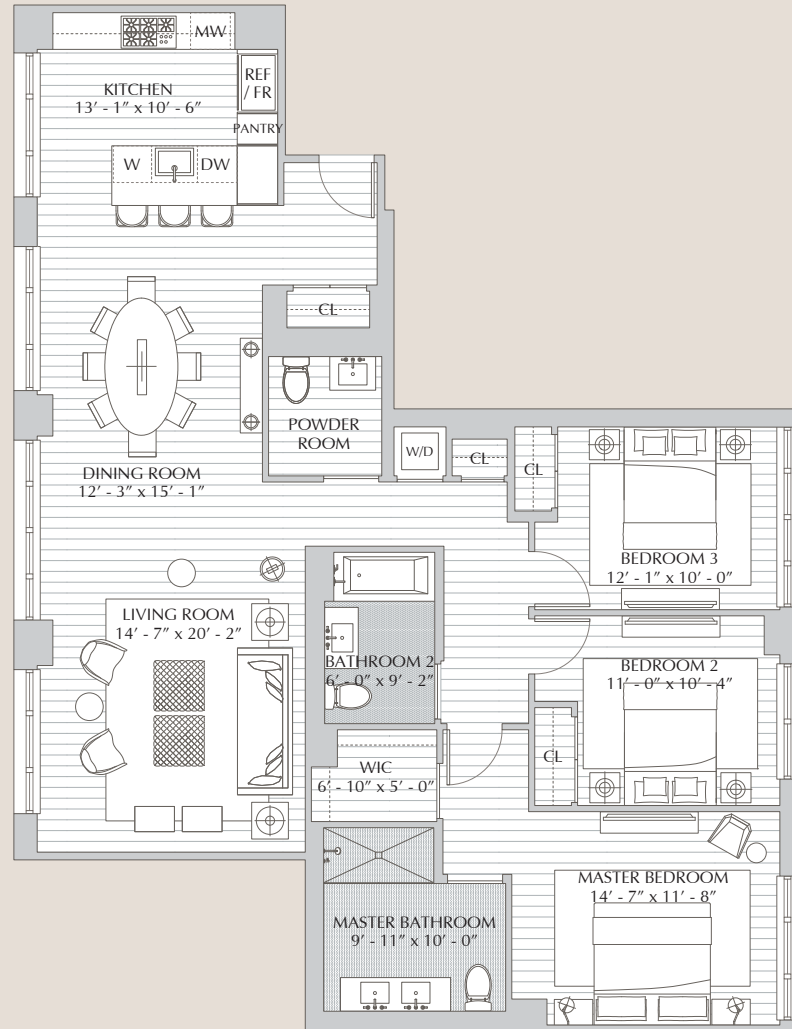 MW
REF
/ FR
KITCHEN
13' - 1" x 10' - 6"
PANTRY
W
DW
CL
POWDER
ROOM
W/D
CL
CL
DINING ROOM
12' - 3" x 15' - 1"
BEDROOM 3
12' - 1" x 10' - 0"
LIVING ROOM
14' - 7" x 20' - 2"
BATHROOM 2
6' - 0" x 9' - 2"
BEDROOM 2
11' - 0" x 10' - 4"
CL
WIC
6' - 10" x 5' - 0"
MASTER BEDROOM
14' - 7" x 11' - 8"
MASTER BATHROOM
9' - 11" x 10' - 0"